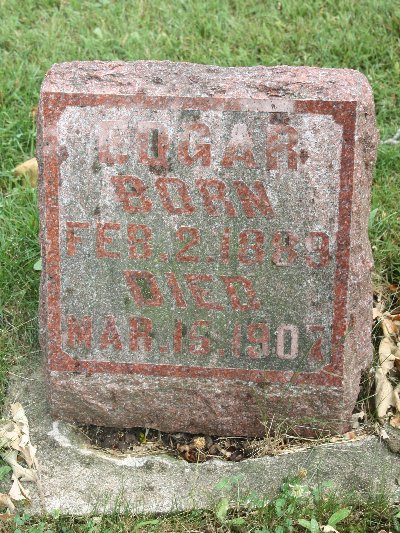 EDGAR
BORN
FEB.2.1889
DIED
MAR.16.1907